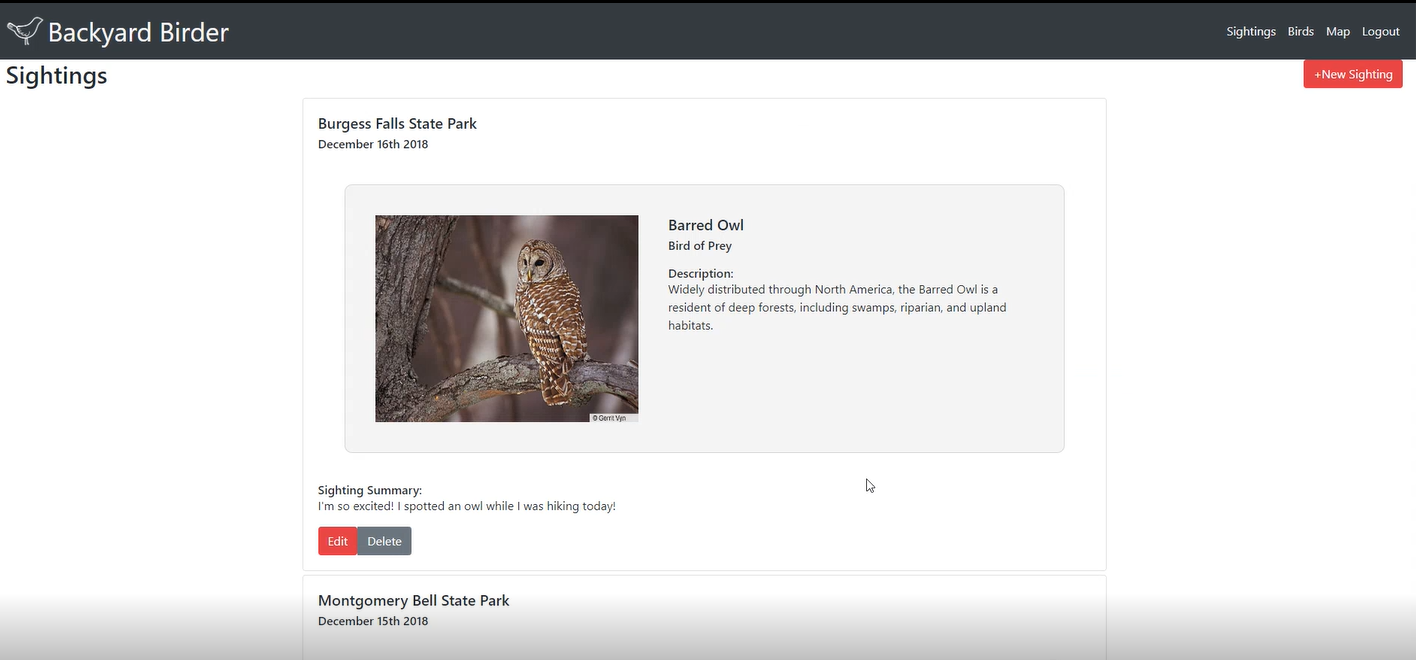 Backyard Birder
Sightings Birds Map Logout
Sightings
+New Sighting
Burgess Falls State Park
December 16th 2018
© Gerrit Vyn
Barred Owl
Bird of Prey
Description:
Widely distributed through North America, the Barred Owl is a
resident of deep forests, including swamps, riparian, and upland
habitats.
Sighting Summary:
I'm so excited! I spotted an owl while I was hiking today!
Edit Delete
Montgomery Bell State Park
December 15th 2018